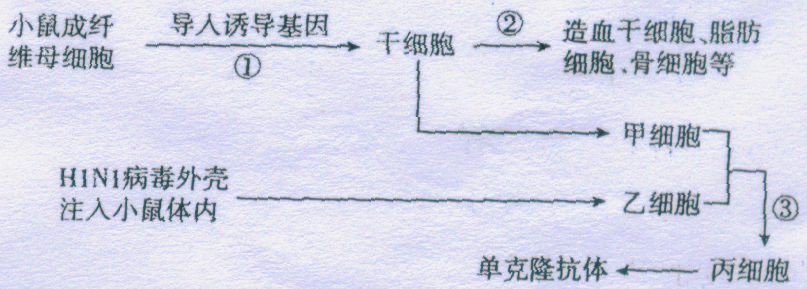 小鼠成纤
维母细胞
导入诱导基因
①
干细胞
②
造血干细胞、脂肪
细胞、骨细胞等
甲细胞
H1N1病毒外壳
注入小鼠体内
乙细胞
③
单克隆抗体
丙细胞